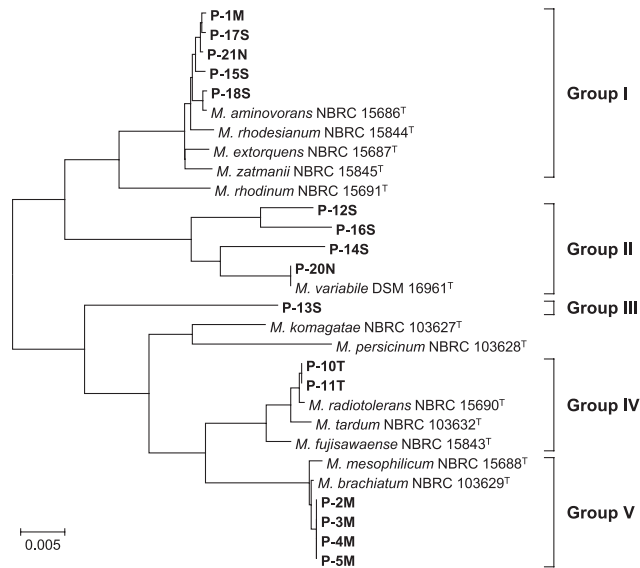 P-1M
P-17S
P-21N
P-15S
Group I
P-18S
M. aminovorans NBRC 15686ᵀ
M. rhodesianum NBRC 15844ᵀ
M. extorquens NBRC 15687ᵀ
M. zatmanii NBRC 15845ᵀ
M. rhodinum NBRC 15691ᵀ
P-12S
P-16S
P-14S
Group II
P-20N
M. variabile DSM 16961ᵀ
P-13S
Group III
M. komagatae NBRC 103627ᵀ
M. persicinum NBRC 103628ᵀ
P-10T
P-11T
M. radiotolerans NBRC 15690ᵀ
Group IV
M. tardum NBRC 103632ᵀ
M. fujisawaense NBRC 15843ᵀ
M. mesophilicum NBRC 15688ᵀ
M. brachiatum NBRC 103629ᵀ
P-2M
Group V
P-3M
P-4M
P-5M
0.005